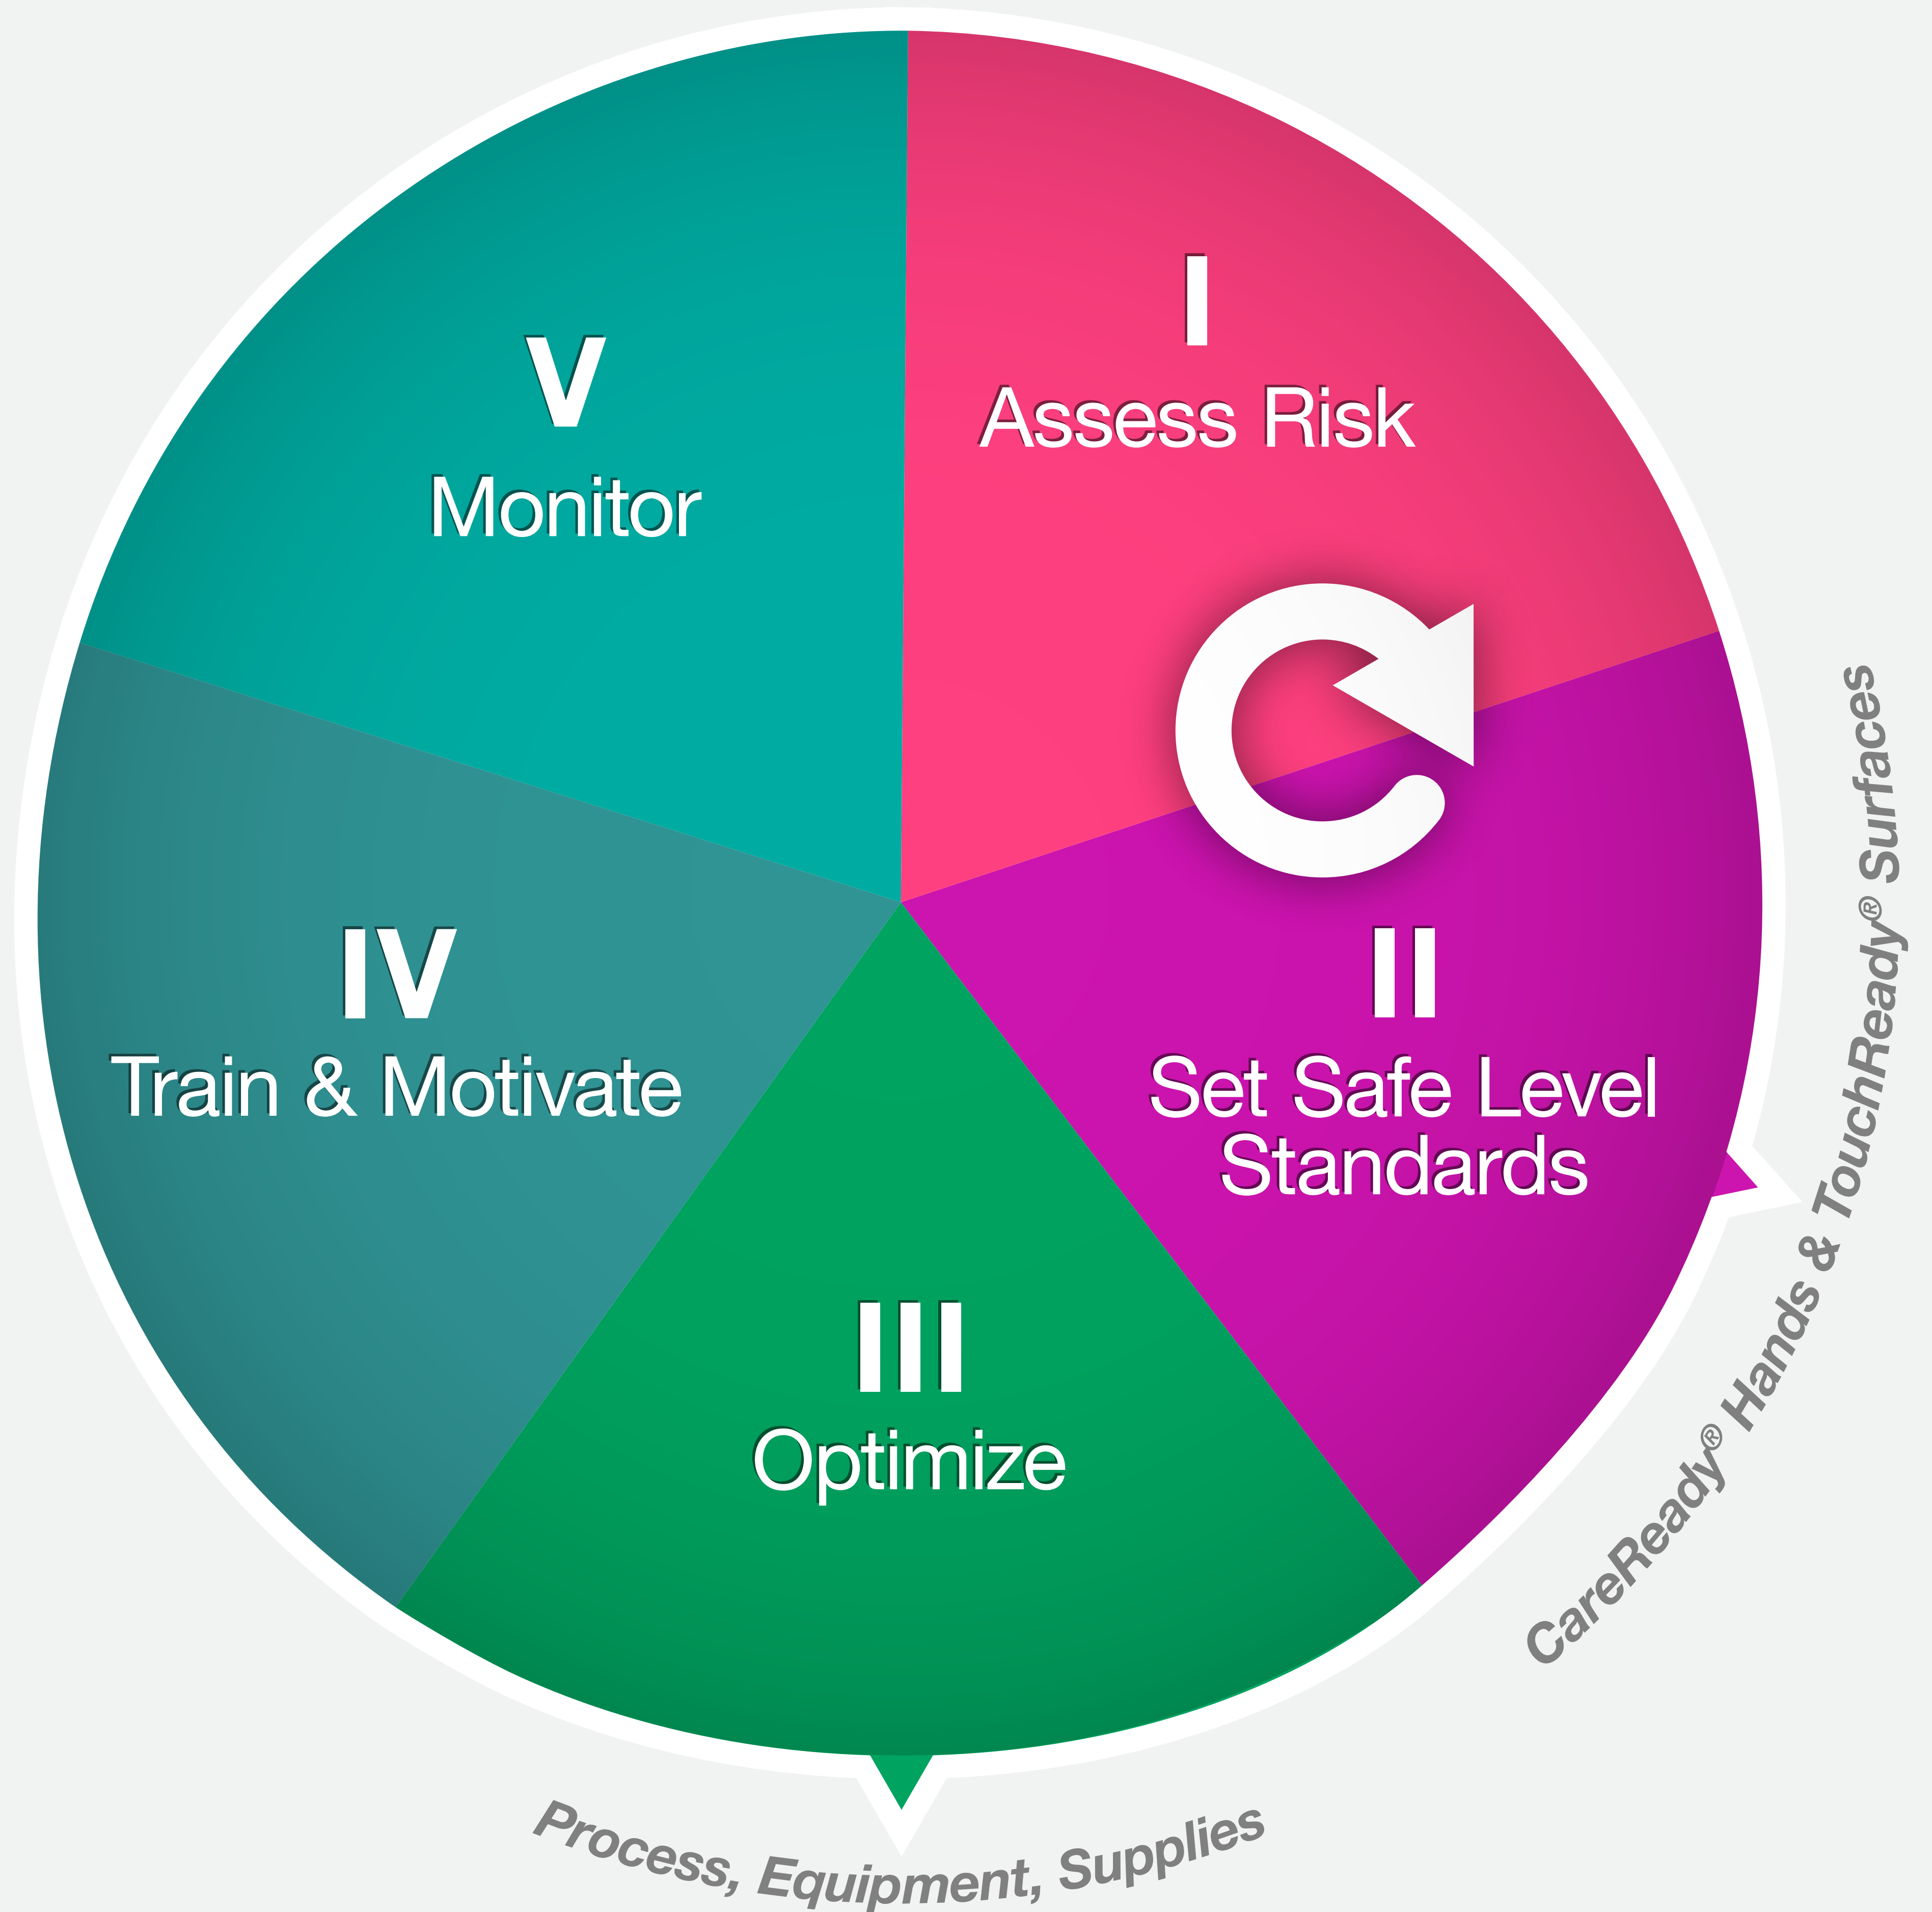 I
Assess Risk
II
Set Safe Level
Standards
CareReady® Hands & TouchReady® Surfaces
III
Optimize
Process, Equipment, Supplies
IV
Train & Motivate
V
Monitor